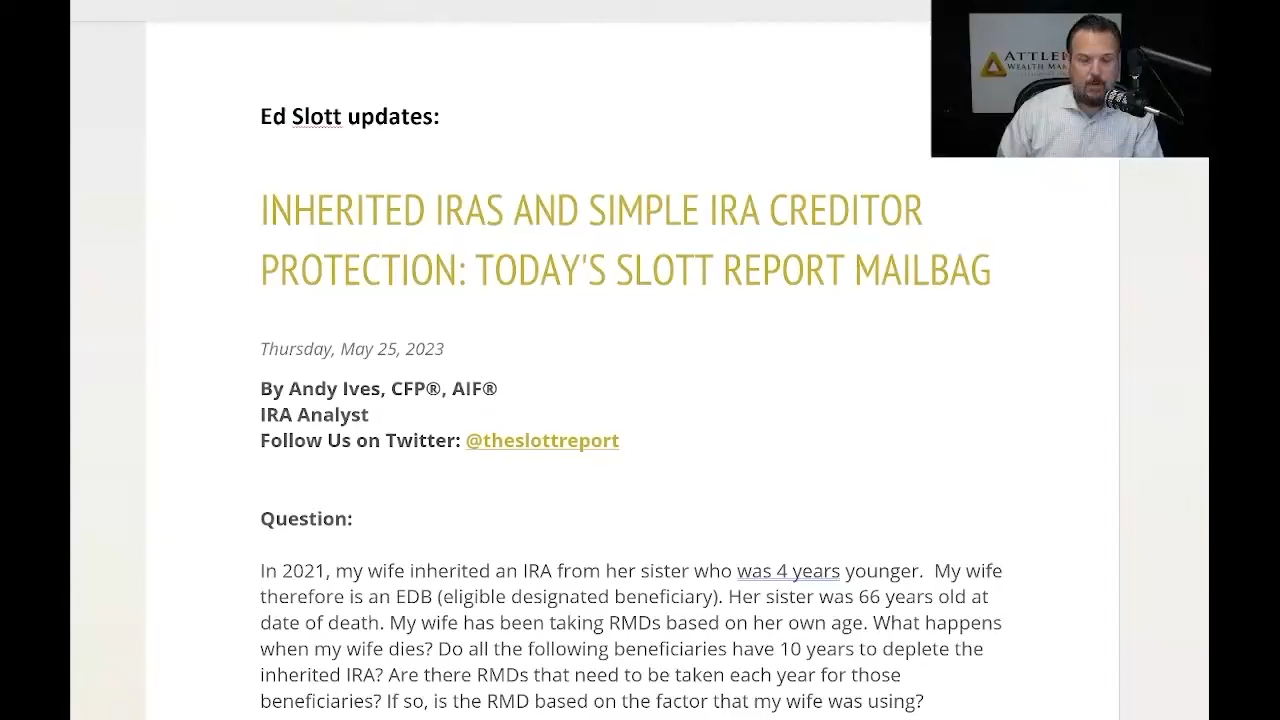 Ed Slott updates:
INHERITED IRAS AND SIMPLE IRA CREDITOR
PROTECTION: TODAY'S SLOTT REPORT MAILBAG
Thursday, May 25, 2023
By Andy Ives, CFP®, AIF®
IRA Analyst
Follow Us on Twitter: @theslottreport
Question:
In 2021, my wife inherited an IRA from her sister who was 4 years younger.  My wife
therefore is an EDB (eligible designated beneficiary). Her sister was 66 years old at
date of death. My wife has been taking RMDs based on her own age. What happens
when my wife dies? Do all the following beneficiaries have 10 years to deplete the
inherited IRA? Are there RMDs that need to be taken each year for those
beneficiaries? If so, is the RMD based on the factor that my wife was using?